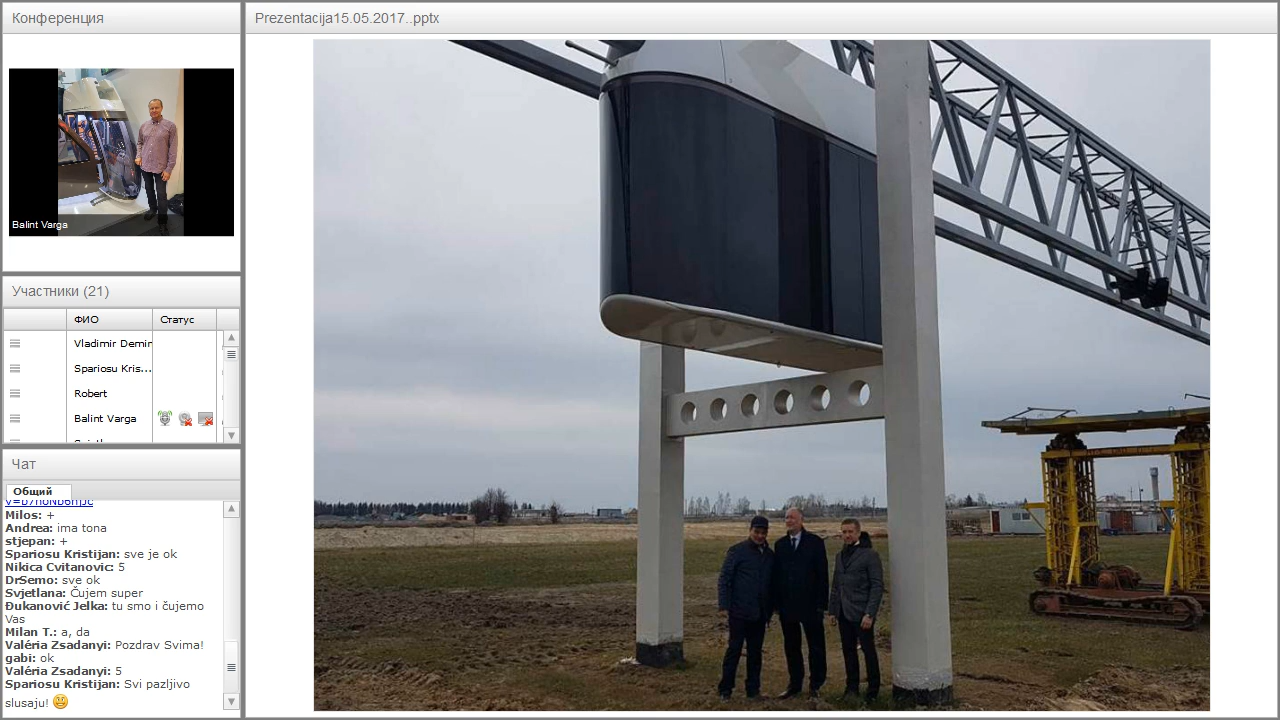 Конференция
Balint Varga
Участники (21)
ФИО Статус
Vladimir Demir
Spariosu Kris...
Robert
Balint Varga
Чат
Общий
Milos: +
Andrea: ima tona
stjepan: +
Spariosu Kristijan: sve je ok
Nikica Cvitanovic: 5
DrSemo: sve ok
Svjetlana: Čujem super
Đukanović Jelka: tu smo i čujemo
Vas
Milan T.: a, da
Valéria Zsadanyi: Pozdrav Svima!
gabi: ok
Valéria Zsadanyi: 5
Spariosu Kristijan: Svi pazljivo
slusaju!
Prezentacija15.05.2017..pptx